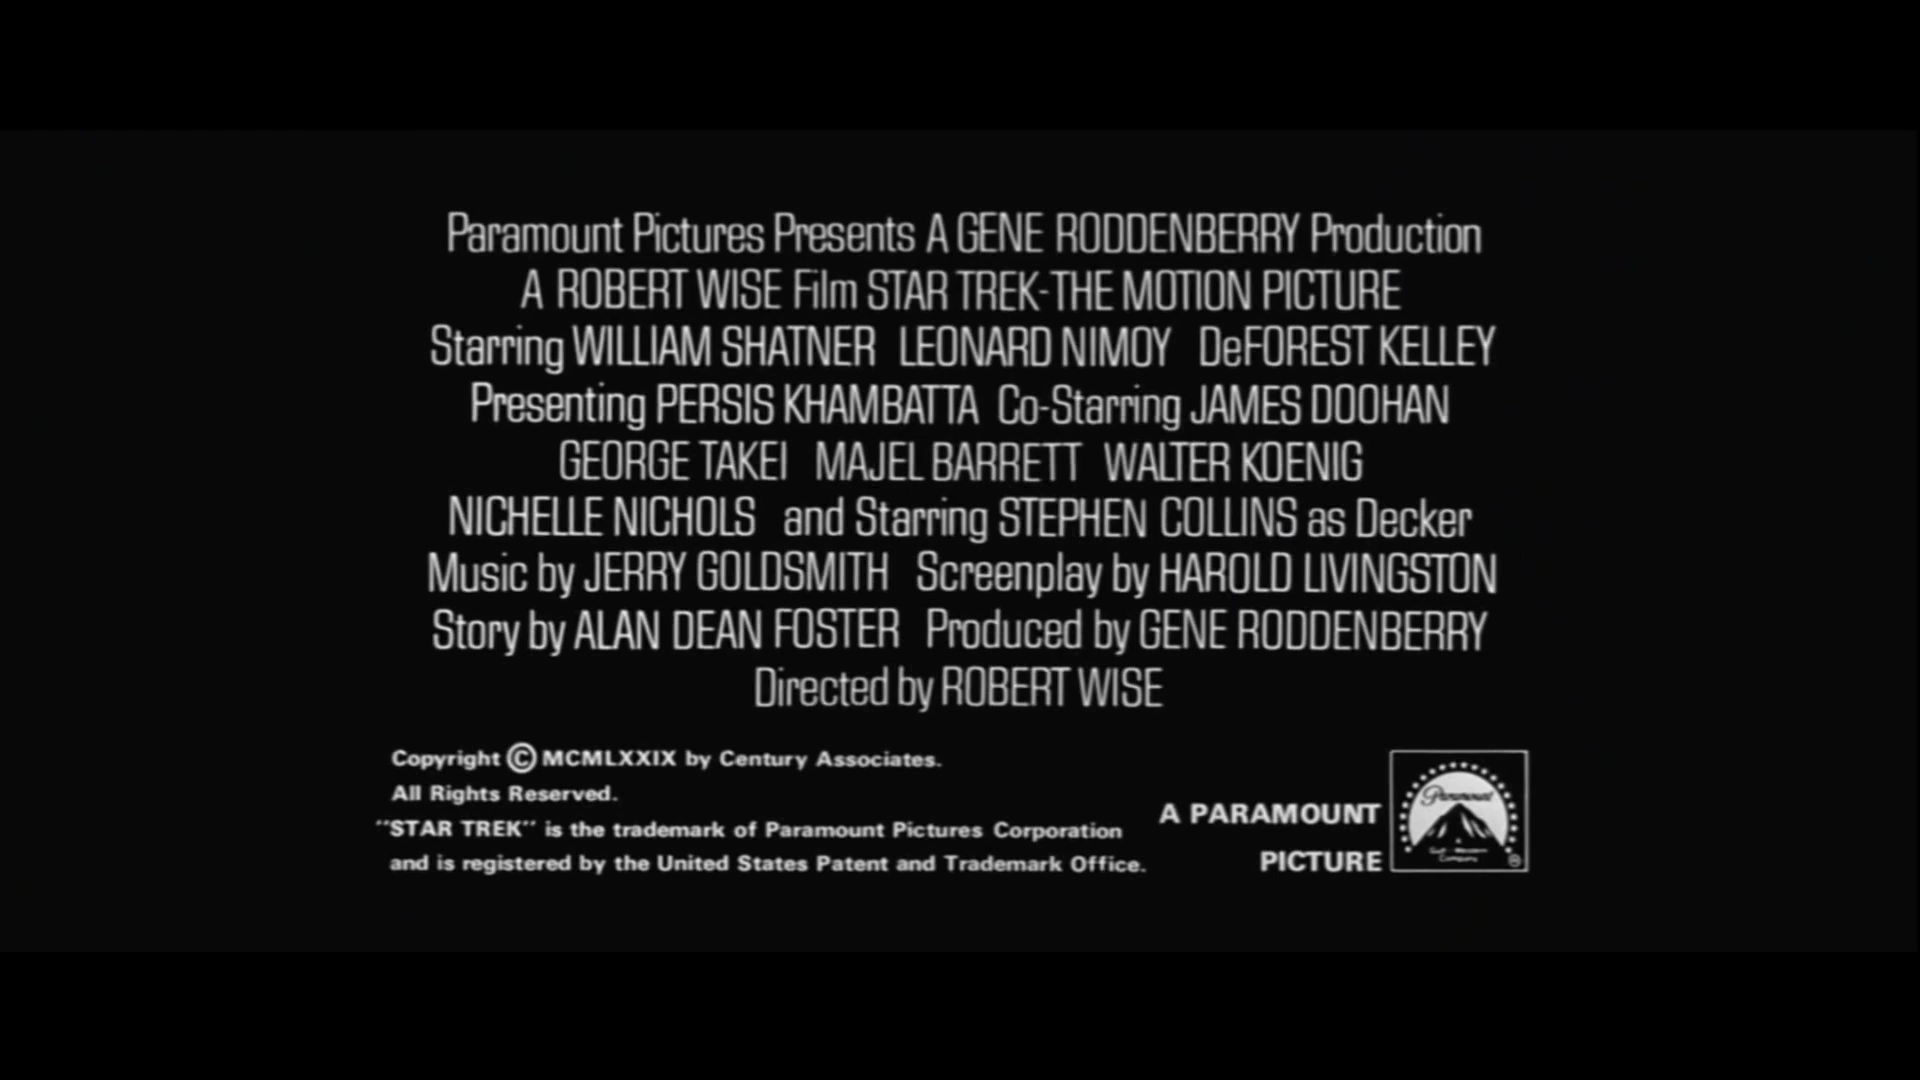 Paramount Pictures Presents A GENE RODDENBERRY Production
A ROBERT WISE Film STAR TREK-THE MOTION PICTURE
Starring WILLIAM SHATNER LEONARD NIMOY DeFOREST KELLEY
Presenting PERSIS KHAMBATTA Co-Starring JAMES DOOHAN
GEORGE TAKEI MAJEL BARRETT WALTER KOENIG
NICHELLE NICHOLS and Starring STEPHEN COLLINS as Decker
Music by JERRY GOLDSMITH Screenplay by HAROLD LIVINGSTON
Story by ALAN DEAN FOSTER Produced by GENE RODDENBERRY
Directed by ROBERT WISE
Copyright © MCMLXXIX by Century Associates.
All Rights Reserved.
"STAR TREK" is the trademark of Paramount Pictures Corporation
and is registered by the United States Patent and Trademark Office.
A PARAMOUNT
PICTURE
Paramount
Company
®